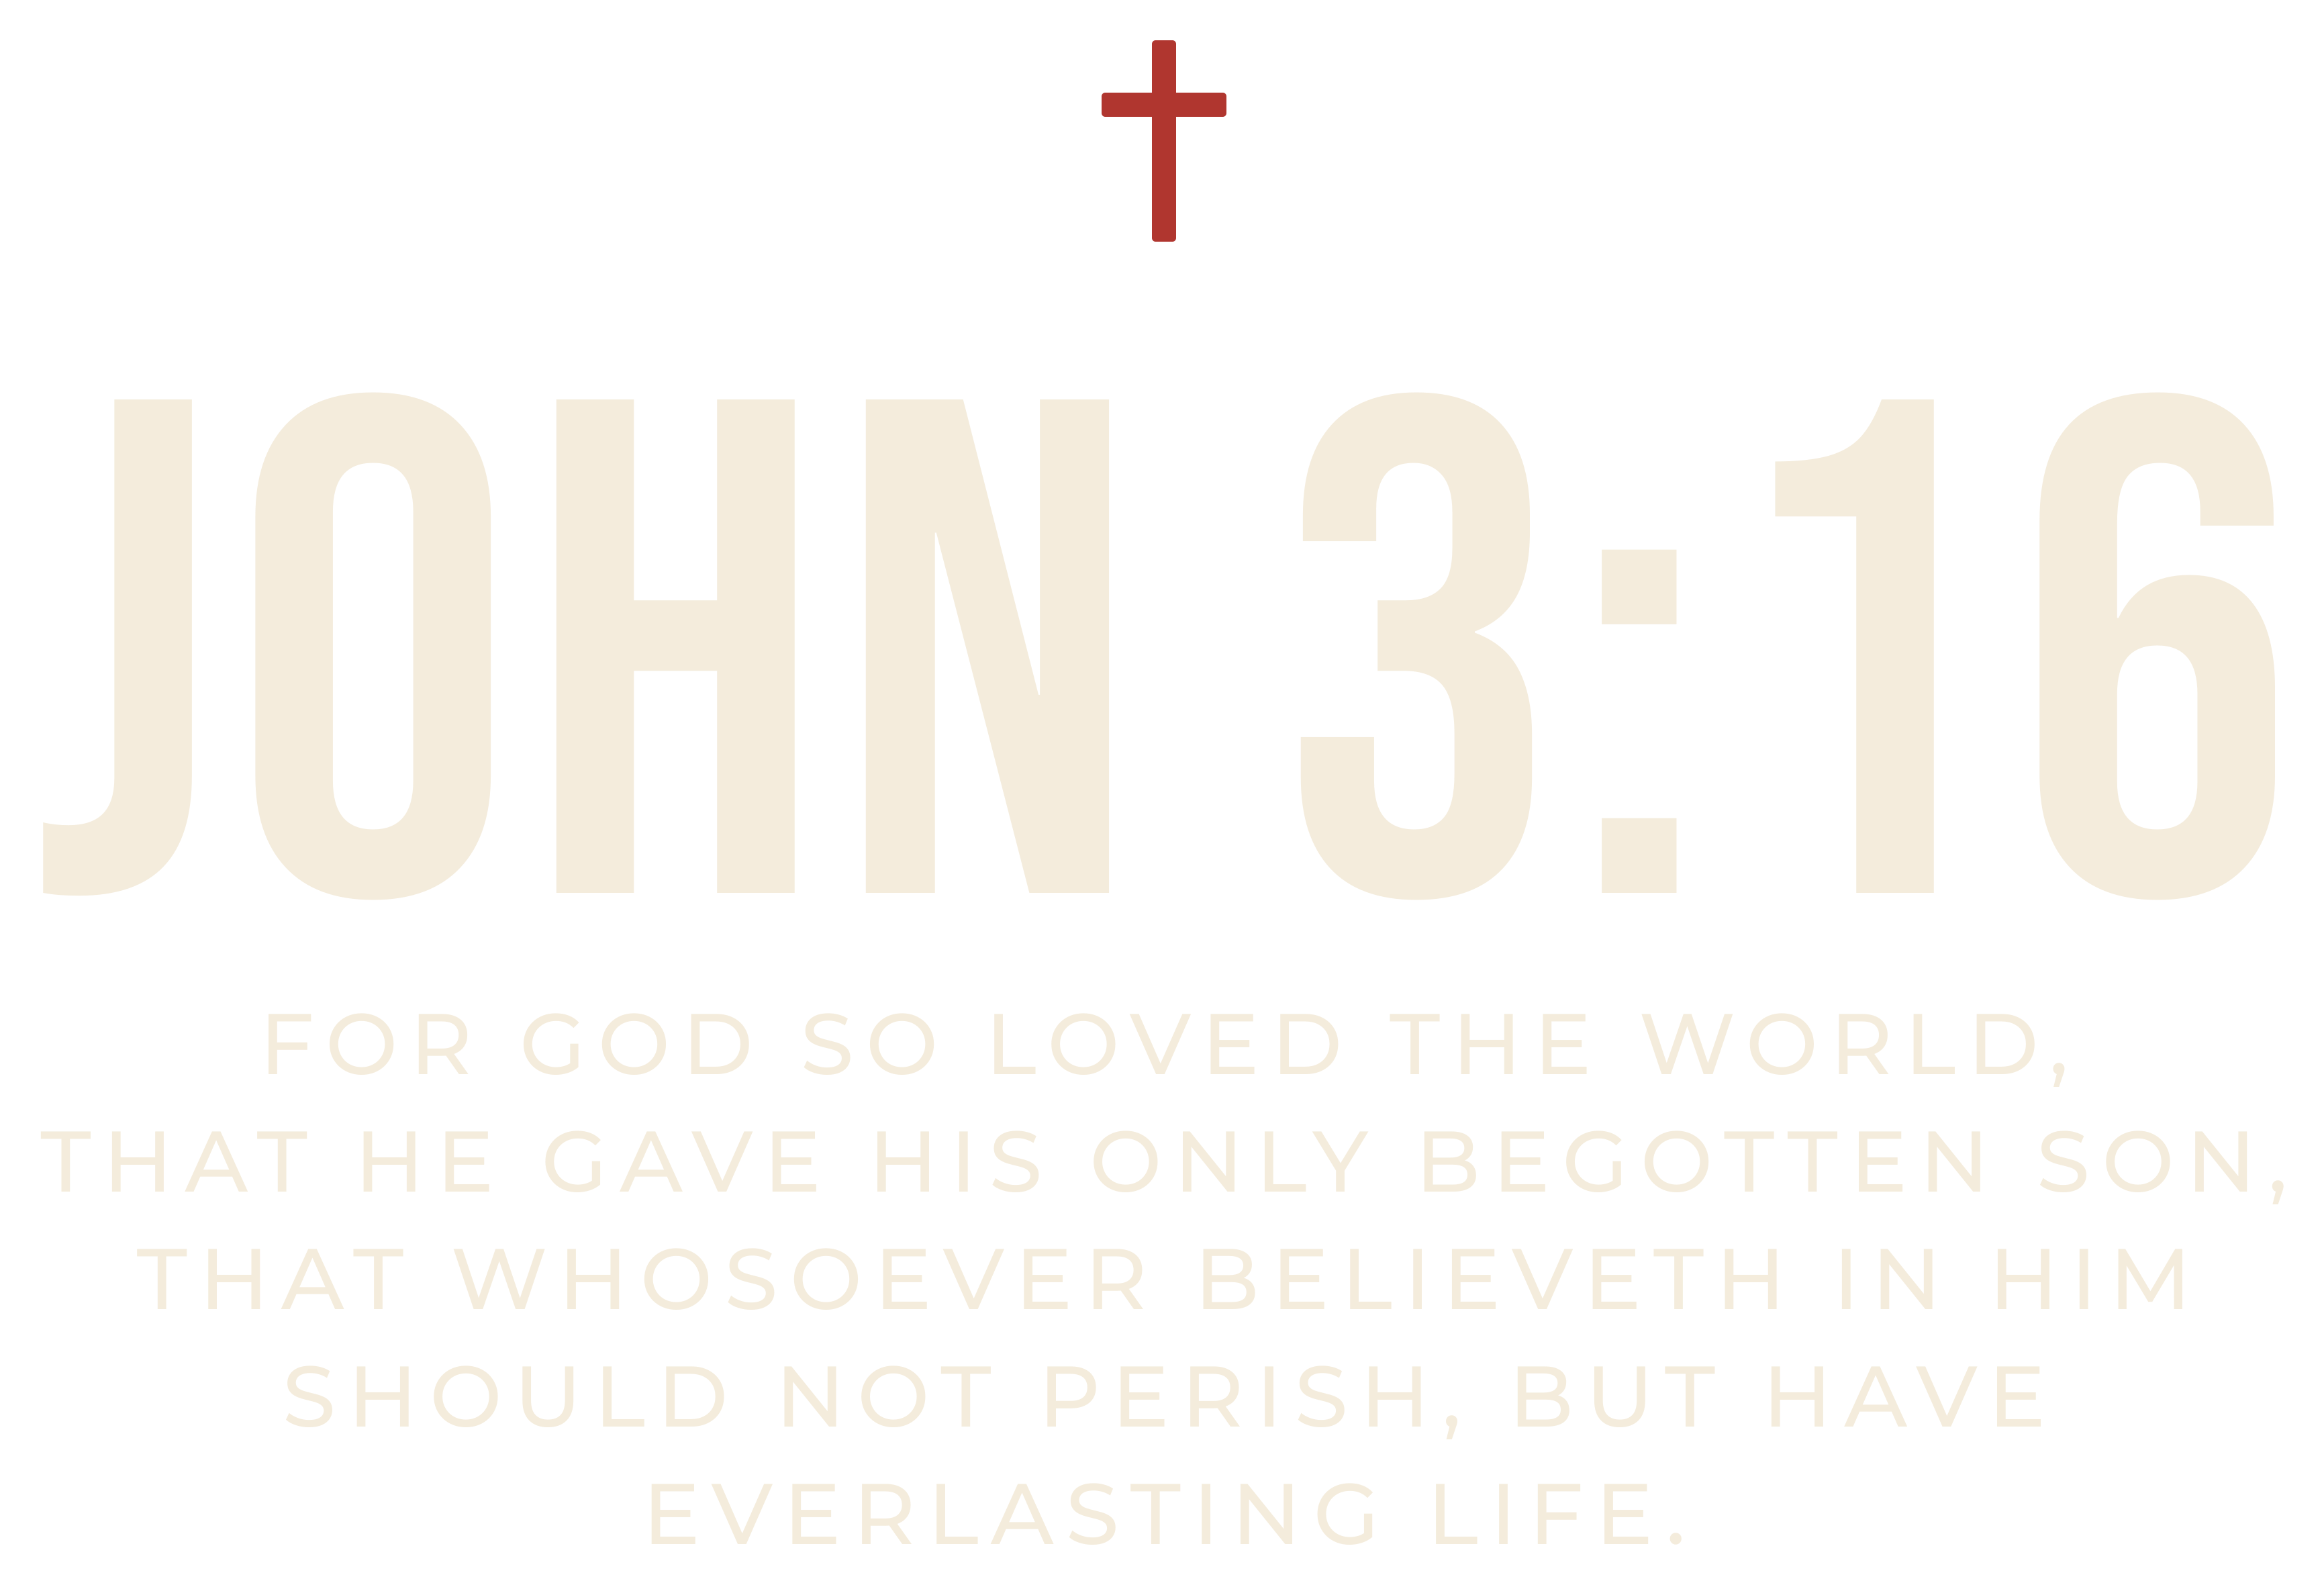 JOHN 3:16
FOR GOD SO LOVED THE WORLD,
THAT HE GAVE HIS ONLY BEGOTTEN SON,
THAT WHOSOEVER BELIEVETH IN HIM
SHOULD NOT PERISH, BUT HAVE
EVERLASTING LIFE.